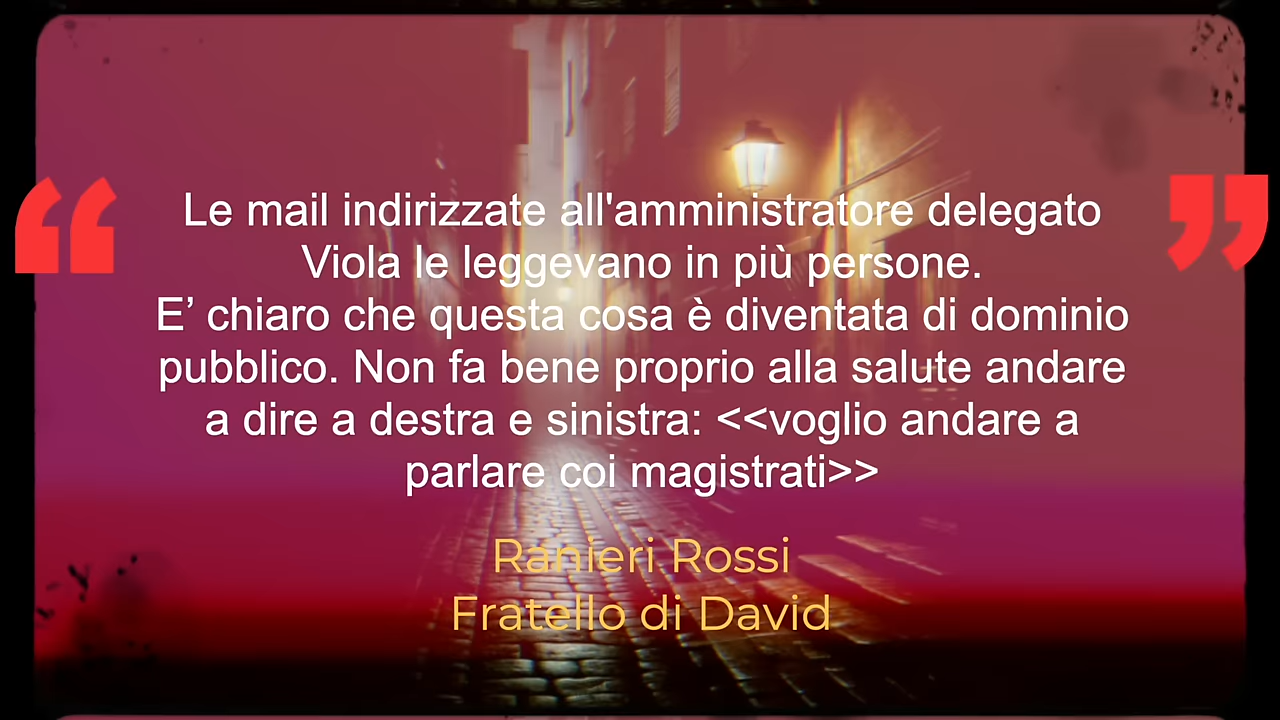 Le mail indirizzate all'amministratore delegato
Viola le leggevano in più persone.
E’ chiaro che questa cosa è diventata di dominio
pubblico. Non fa bene proprio alla salute andare
a dire a destra e sinistra: <<voglio andare a
parlare coi magistrati>>
Ranieri Rossi
Fratello di David